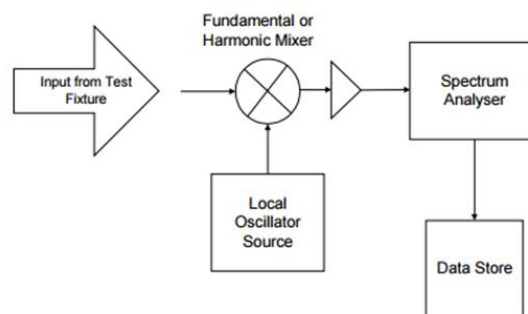 Fundamental or
Harmonic Mixer
Input from Test
Fixture
Spectrum
Analyser
Local
Oscillator
Source
Data Store